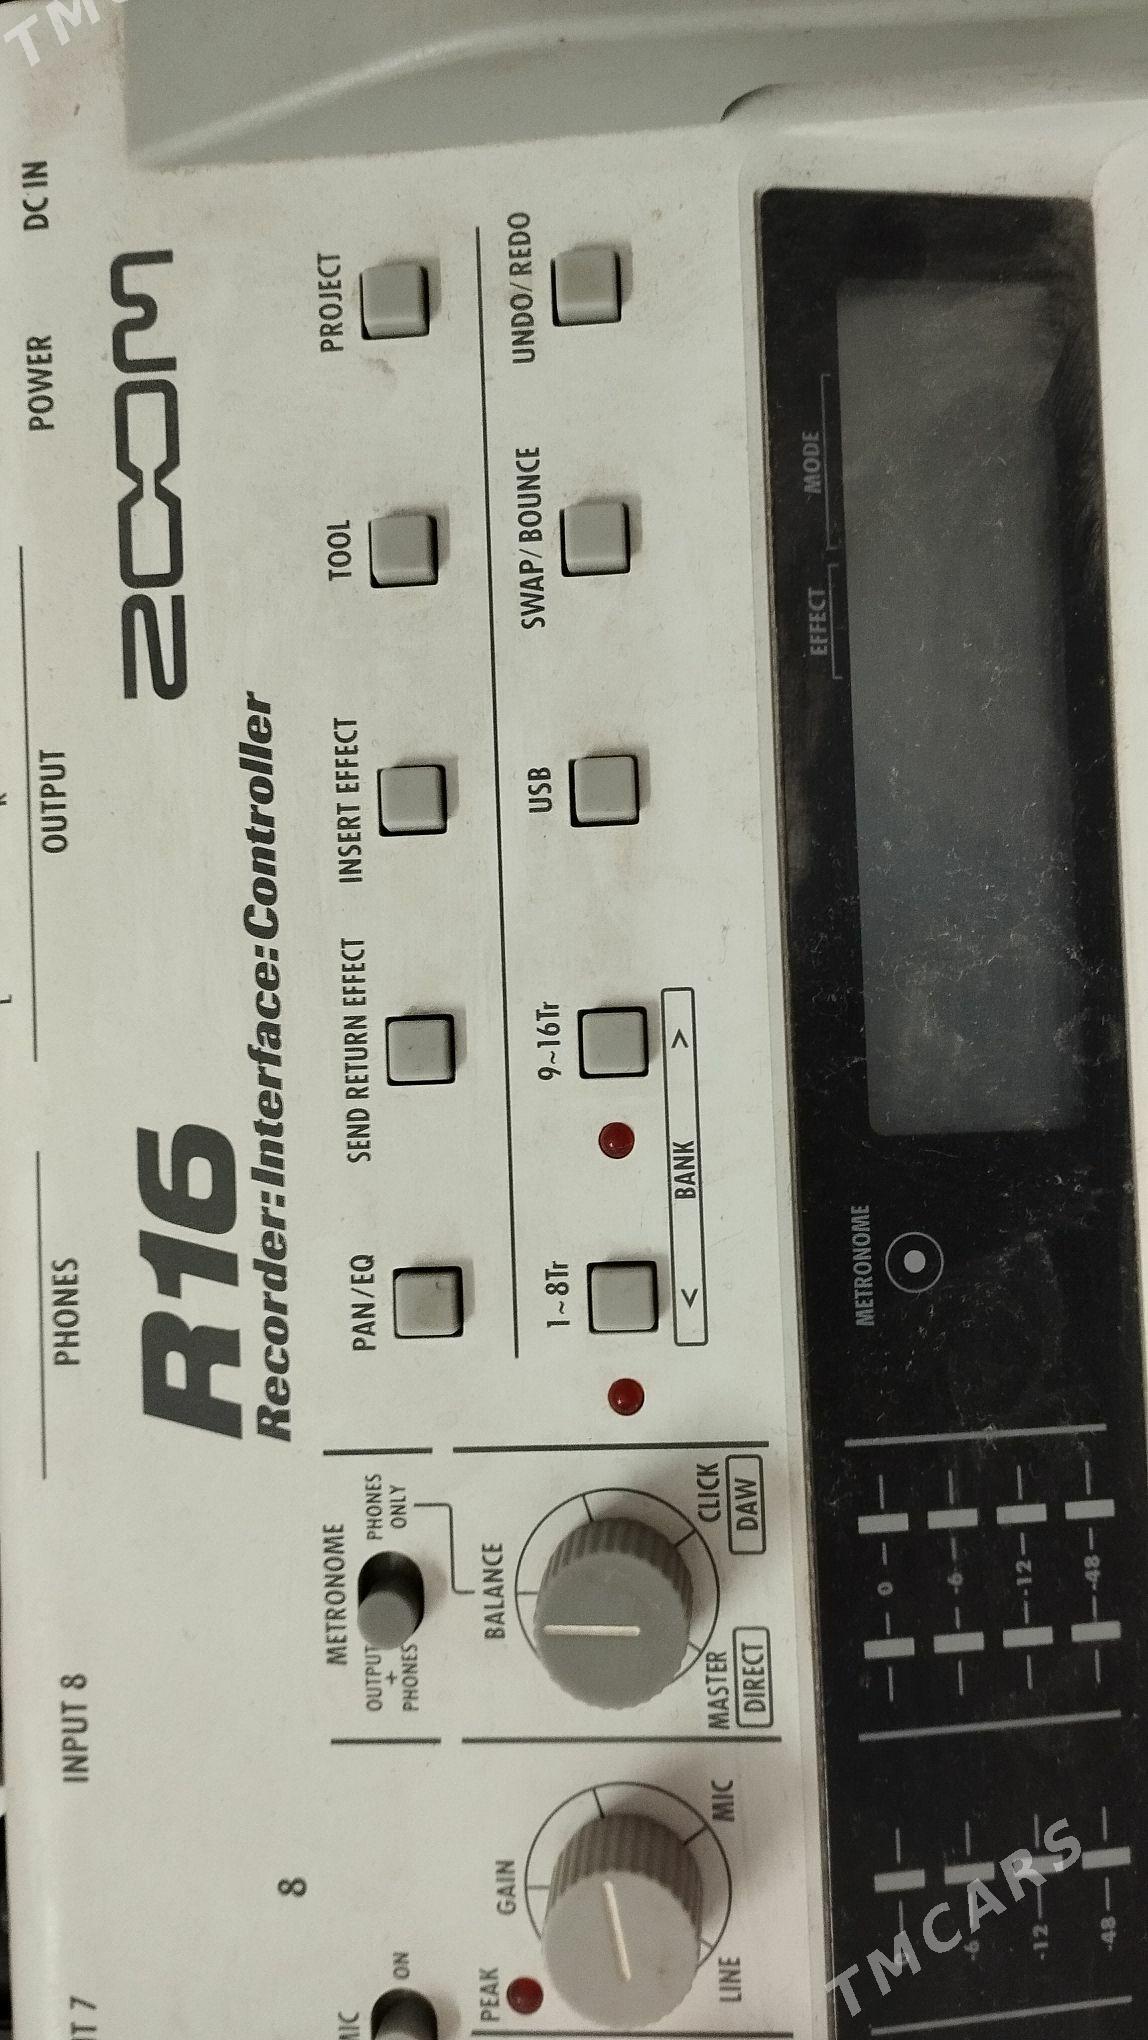 INPUT 8
PHONES
OUTPUT
L
POWER
DC IN
R16
ZOOM
Recorder:Interface:Controller
8
METRONOME
OUTPUT
+
PHONES
PHONES
ONLY
PAN/EQ
SEND RETURN EFFECT
INSERT EFFECT
TOOL
PROJECT
ON
PEAK
GAIN
LINE
MIC
BALANCE
MASTER
DIRECT
CLICK
DAW
1~8Tr
9~16Tr
USB
SWAP/BOUNCE
UNDO/REDO
< BANK >
EFFECT
MODE
METRONOME
0
-6
-12
-48
-6
-12
-48
TMCARS